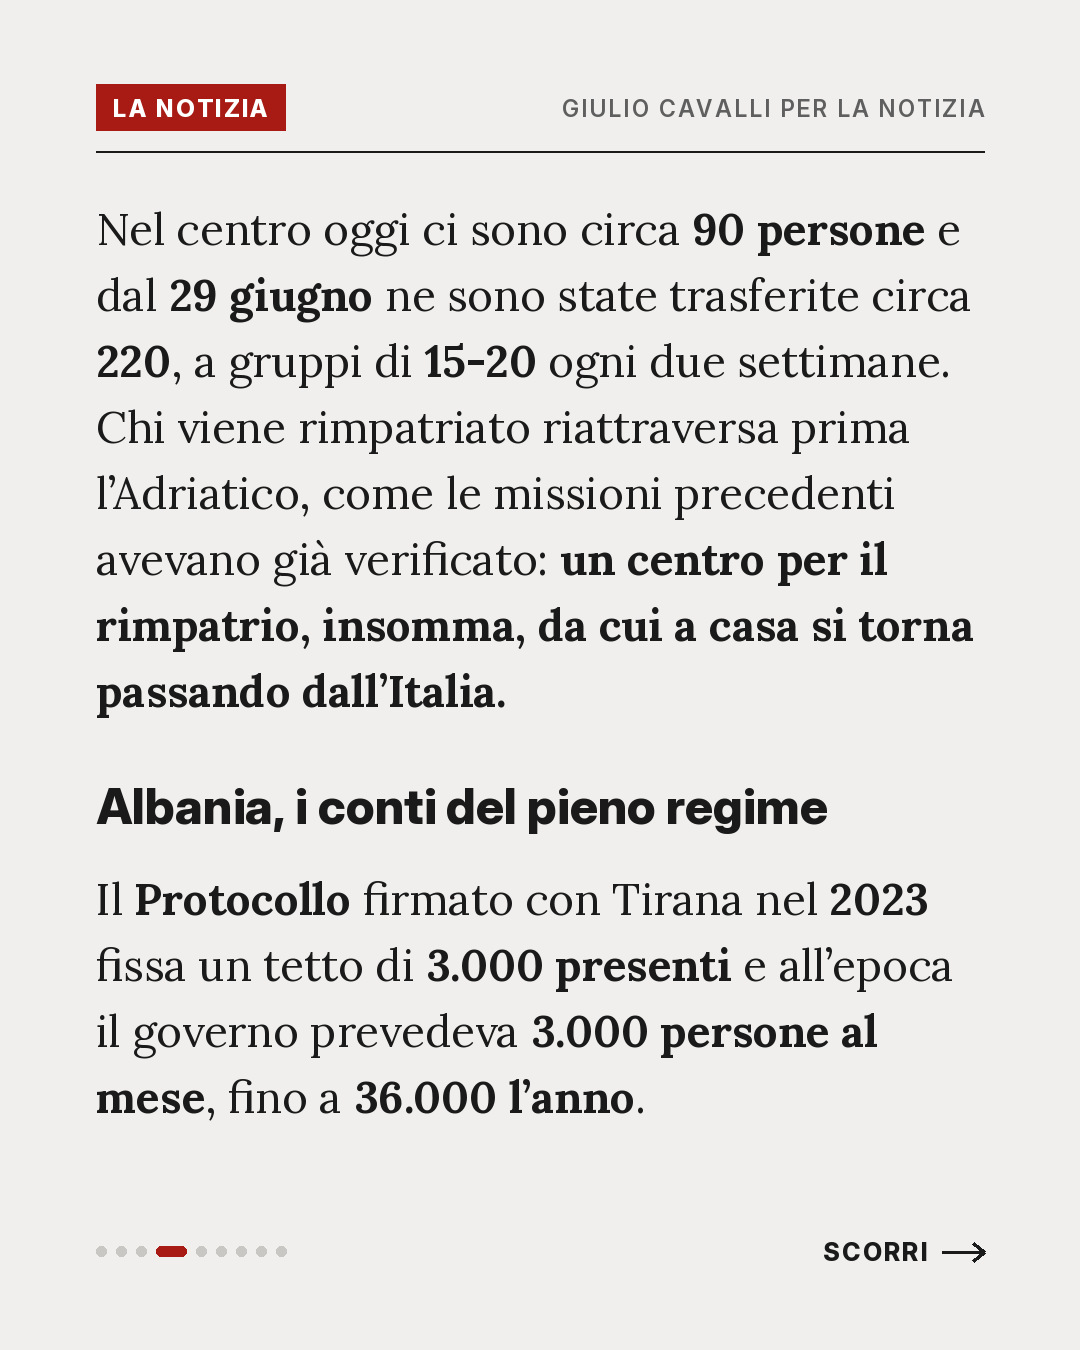 LA NOTIZIA
GIULIO CAVALLI PER LA NOTIZIA
Nel centro oggi ci sono circa 90 persone e
dal 29 giugno ne sono state trasferite circa
220, a gruppi di 15-20 ogni due settimane.
Chi viene rimpatriato riattraversa prima
l’Adriatico, come le missioni precedenti
avevano già verificato: un centro per il
rimpatrio, insomma, da cui a casa si torna
passando dall’Italia.
Albania, i conti del pieno regime
Il Protocollo firmato con Tirana nel 2023
fissa un tetto di 3.000 presenti e all’epoca
il governo prevedeva 3.000 persone al
mese, fino a 36.000 l’anno.
SCORRI